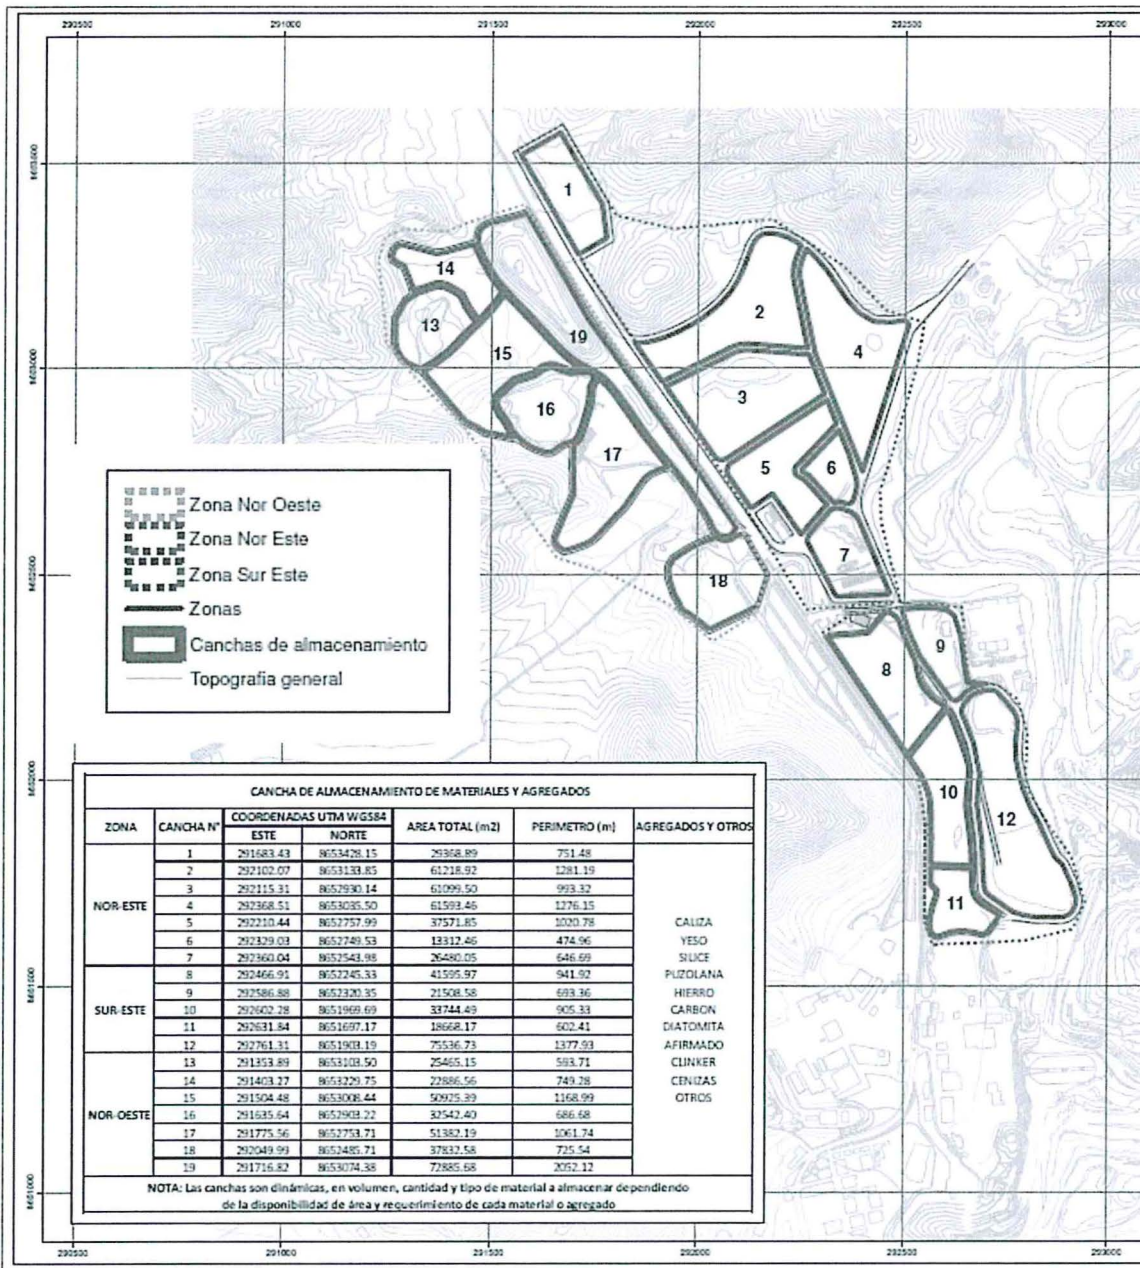 290500 291000 291500 292000 292500 293000
8653500
1
2
14
13
19
4
15
3
16
17
5
6
7
18
9
8
10
12
11
Zona Nor Oeste
Zona Nor Este
Zona Sur Este
Zonas
Canchas de almacenamiento
Topografia general
8653000
8652500
8652000
8651000
CANCHA DE ALMACENAMIENTO DE MATERIALES Y AGREGADOS
ZONA CANCHA N° COORDENADAS UTM WGS84 AREA TOTAL (m2) PERIMETRO (m) AGREGADOS Y OTROS
ESTE NORTE
NOR-ESTE
1 291683.43 8653428.15 29368.89 751.48
2 292102.07 8653133.85 61218.92 1281.19
3 292115.31 8652930.14 61099.50 993.32
4 292368.51 8653035.50 61593.46 1276.15
5 292210.44 8652757.99 37571.85 1020.78
6 292329.03 8652749.53 13312.46 474.96
7 292360.04 8652543.98 26480.05 646.69
SUR-ESTE
8 292466.91 8652245.33 41595.97 941.92
9 292586.88 8652320.35 21508.58 693.36
10 292602.28 8651969.69 33744.49 905.33
11 292631.84 8651697.17 18668.17 602.41
12 292761.31 8651903.19 75536.73 1377.93
NOR-OESTE
13 291353.89 8653103.50 25465.15 593.71
14 291403.27 8653229.75 22886.56 749.28
15 291504.48 8653008.44 50925.39 1168.99
16 291635.64 8652903.22 32542.40 686.68
17 291775.56 8652753.71 51382.19 1061.74
18 292049.99 8652485.71 37832.58 725.54
19 291716.82 8653074.38 72885.68 2052.12
CALIZA
YESO
SILICE
PUZOLANA
HIERRO
CARBON
DIATOMITA
AFIRMADO
CLINKER
CENIZAS
OTROS
NOTA: Las canchas son dinámicas, en volumen, cantidad y tipo de material a almacenar dependiendo
de la disponibilidad de área y requerimiento de cada material o agregado
290500 291000 291500 292000 292500 293000